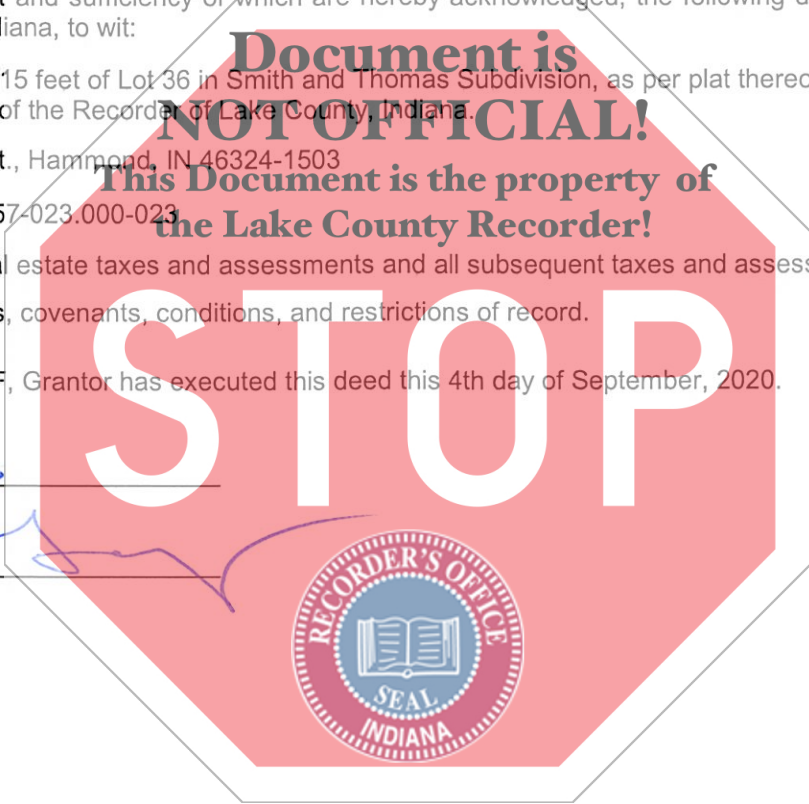 and sufficiency of which are hereby acknowledged, the following
diana, to wit:
Document is
15 feet of Lot 36 in Smith and Thomas Subdivision, as per plat thereo
of the Recorder of Lake County, Indiana.
NOT OFFICIAL!
t., Hammond, IN 46324-1503
This Document is the property of
57-023.000-023
the Lake County Recorder!
l estate taxes and assessments and all subsequent taxes and assess
s, covenants, conditions, and restrictions of record.
F, Grantor has executed this deed this 4th day of September, 2020.
STOP
RECORDER'S OFFICE
SEAL
INDIANA